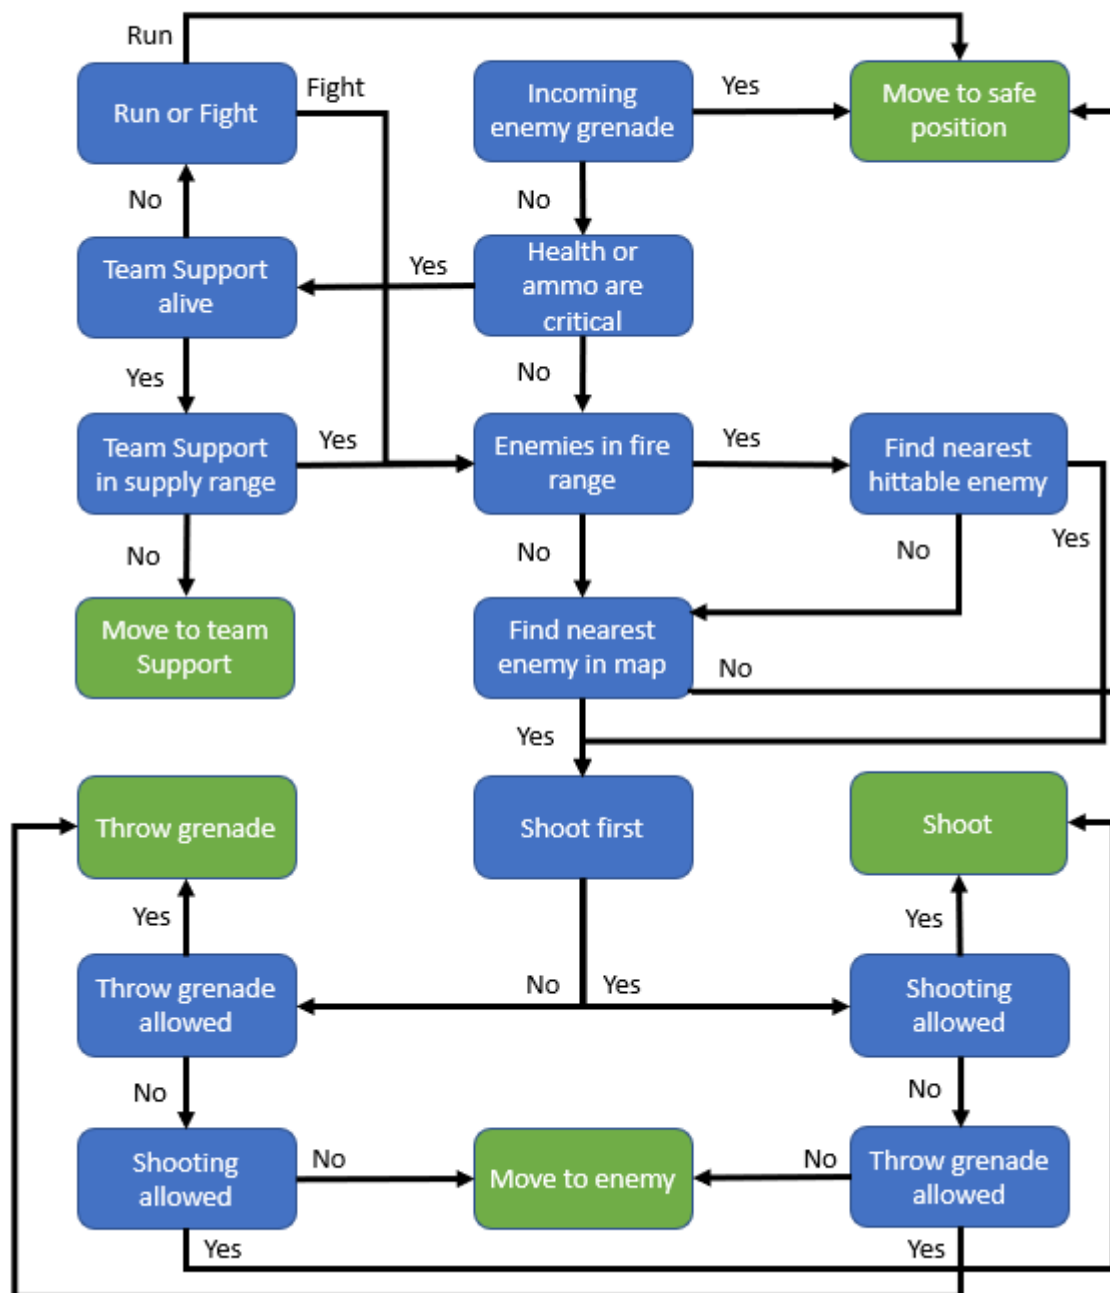 Run
Run or Fight
Fight
Incoming
enemy grenade
Yes
Move to safe
position
No
No
Team Support
alive
Yes
Health or
ammo are
critical
Yes
No
Team Support
in supply range
Yes
Enemies in fire
range
Yes
Find nearest
hittable enemy
No
No
No
Yes
Move to team
Support
Find nearest
enemy in map
No
Yes
Throw grenade
Shoot first
Shoot
Yes
Yes
Throw grenade
allowed
No
Yes
Shooting
allowed
No
No
Shooting
allowed
No
Move to enemy
No
Throw grenade
allowed
Yes
Yes